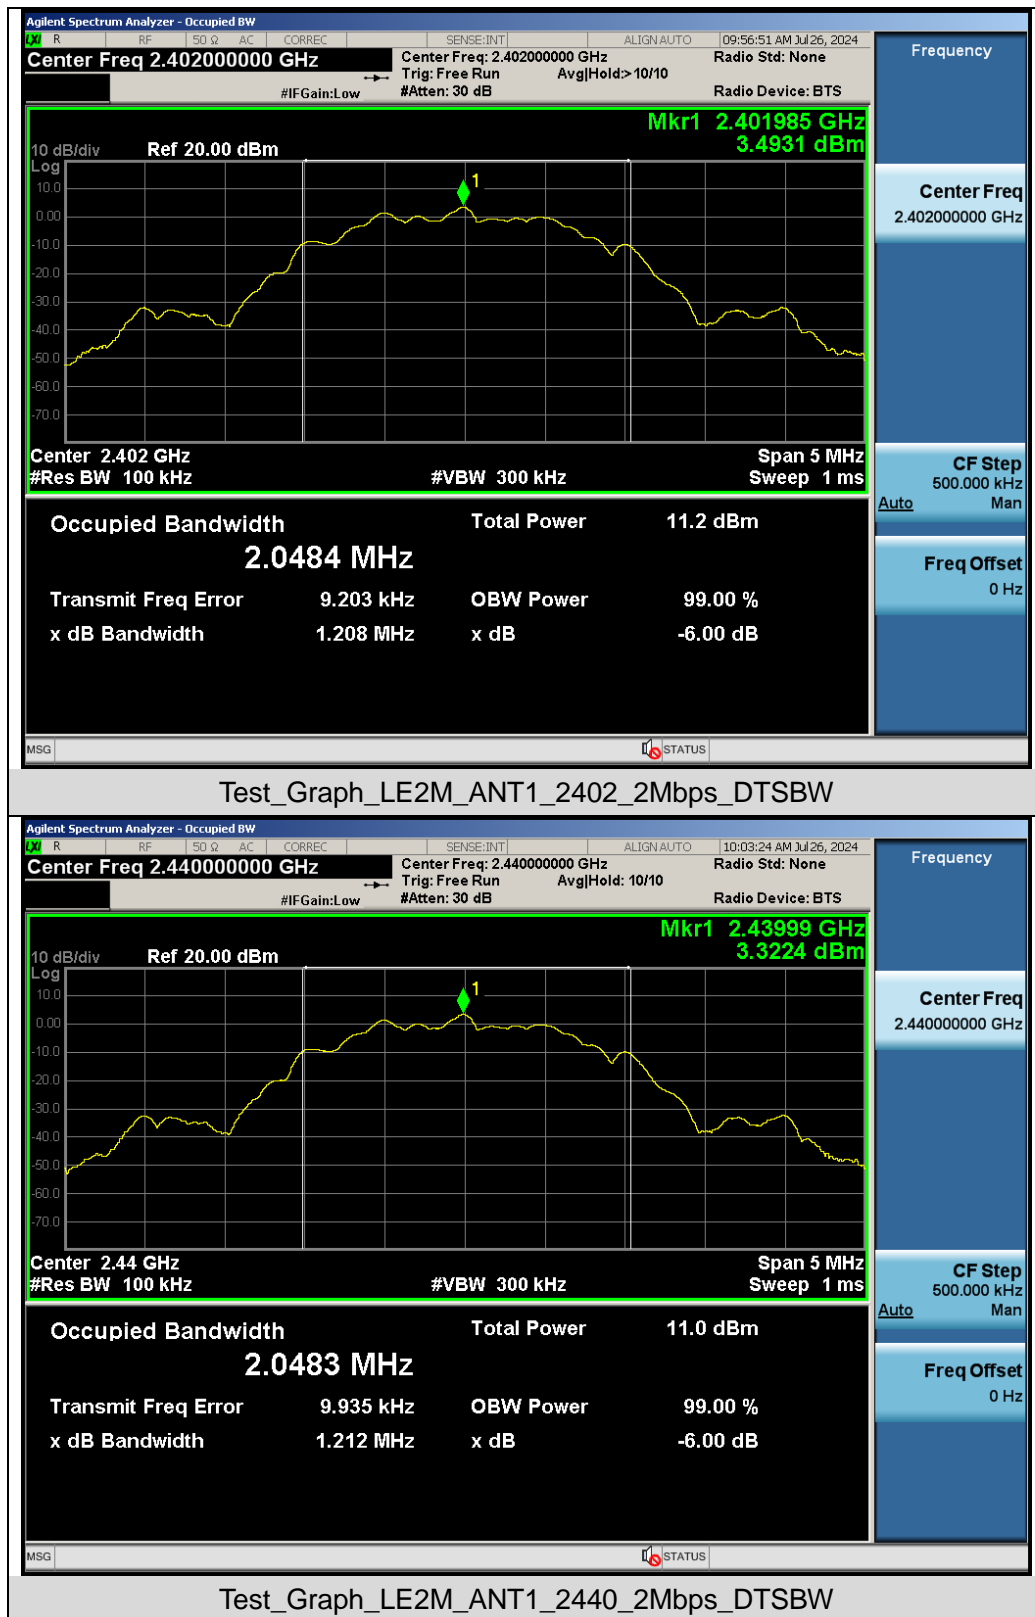 Agilent Spectrum Analyzer - Occupied BW
LXI R RF 50 Ω AC CORREC SENSE:INT ALIGN AUTO 09:56:51 AM Jul 26, 2024
Center Freq 2.402000000 GHz Center Freq: 2.402000000 GHz Radio Std: None
Trig: Free Run Avg|Hold:>10/10
#IFGain:Low #Atten: 30 dB Radio Device: BTS
Frequency
Mkr1 2.401985 GHz
3.4931 dBm
10 dB/div Ref 20.00 dBm
Log
10.0
0.00
-10.0
-20.0
-30.0
-40.0
-50.0
-60.0
-70.0
1
Center Freq
2.402000000 GHz
Center 2.402 GHz Span 5 MHz
#Res BW 100 kHz #VBW 300 kHz Sweep 1 ms
CF Step
500.000 kHz
Auto Man
Occupied Bandwidth Total Power 11.2 dBm
2.0484 MHz
Freq Offset
0 Hz
Transmit Freq Error 9.203 kHz OBW Power 99.00 %
x dB Bandwidth 1.208 MHz x dB -6.00 dB
MSG STATUS
Test_Graph_LE2M_ANT1_2402_2Mbps_DTSBW
Agilent Spectrum Analyzer - Occupied BW
LXI R RF 50 Ω AC CORREC SENSE:INT ALIGN AUTO 10:03:24 AM Jul 26, 2024
Center Freq 2.440000000 GHz Center Freq: 2.440000000 GHz Radio Std: None
Trig: Free Run Avg|Hold: 10/10
#IFGain:Low #Atten: 30 dB Radio Device: BTS
Frequency
Mkr1 2.43999 GHz
3.3224 dBm
10 dB/div Ref 20.00 dBm
Log
10.0
0.00
-10.0
-20.0
-30.0
-40.0
-50.0
-60.0
-70.0
1
Center Freq
2.440000000 GHz
Center 2.44 GHz Span 5 MHz
#Res BW 100 kHz #VBW 300 kHz Sweep 1 ms
CF Step
500.000 kHz
Auto Man
Occupied Bandwidth Total Power 11.0 dBm
2.0483 MHz
Freq Offset
0 Hz
Transmit Freq Error 9.935 kHz OBW Power 99.00 %
x dB Bandwidth 1.212 MHz x dB -6.00 dB
MSG STATUS
Test_Graph_LE2M_ANT1_2440_2Mbps_DTSBW